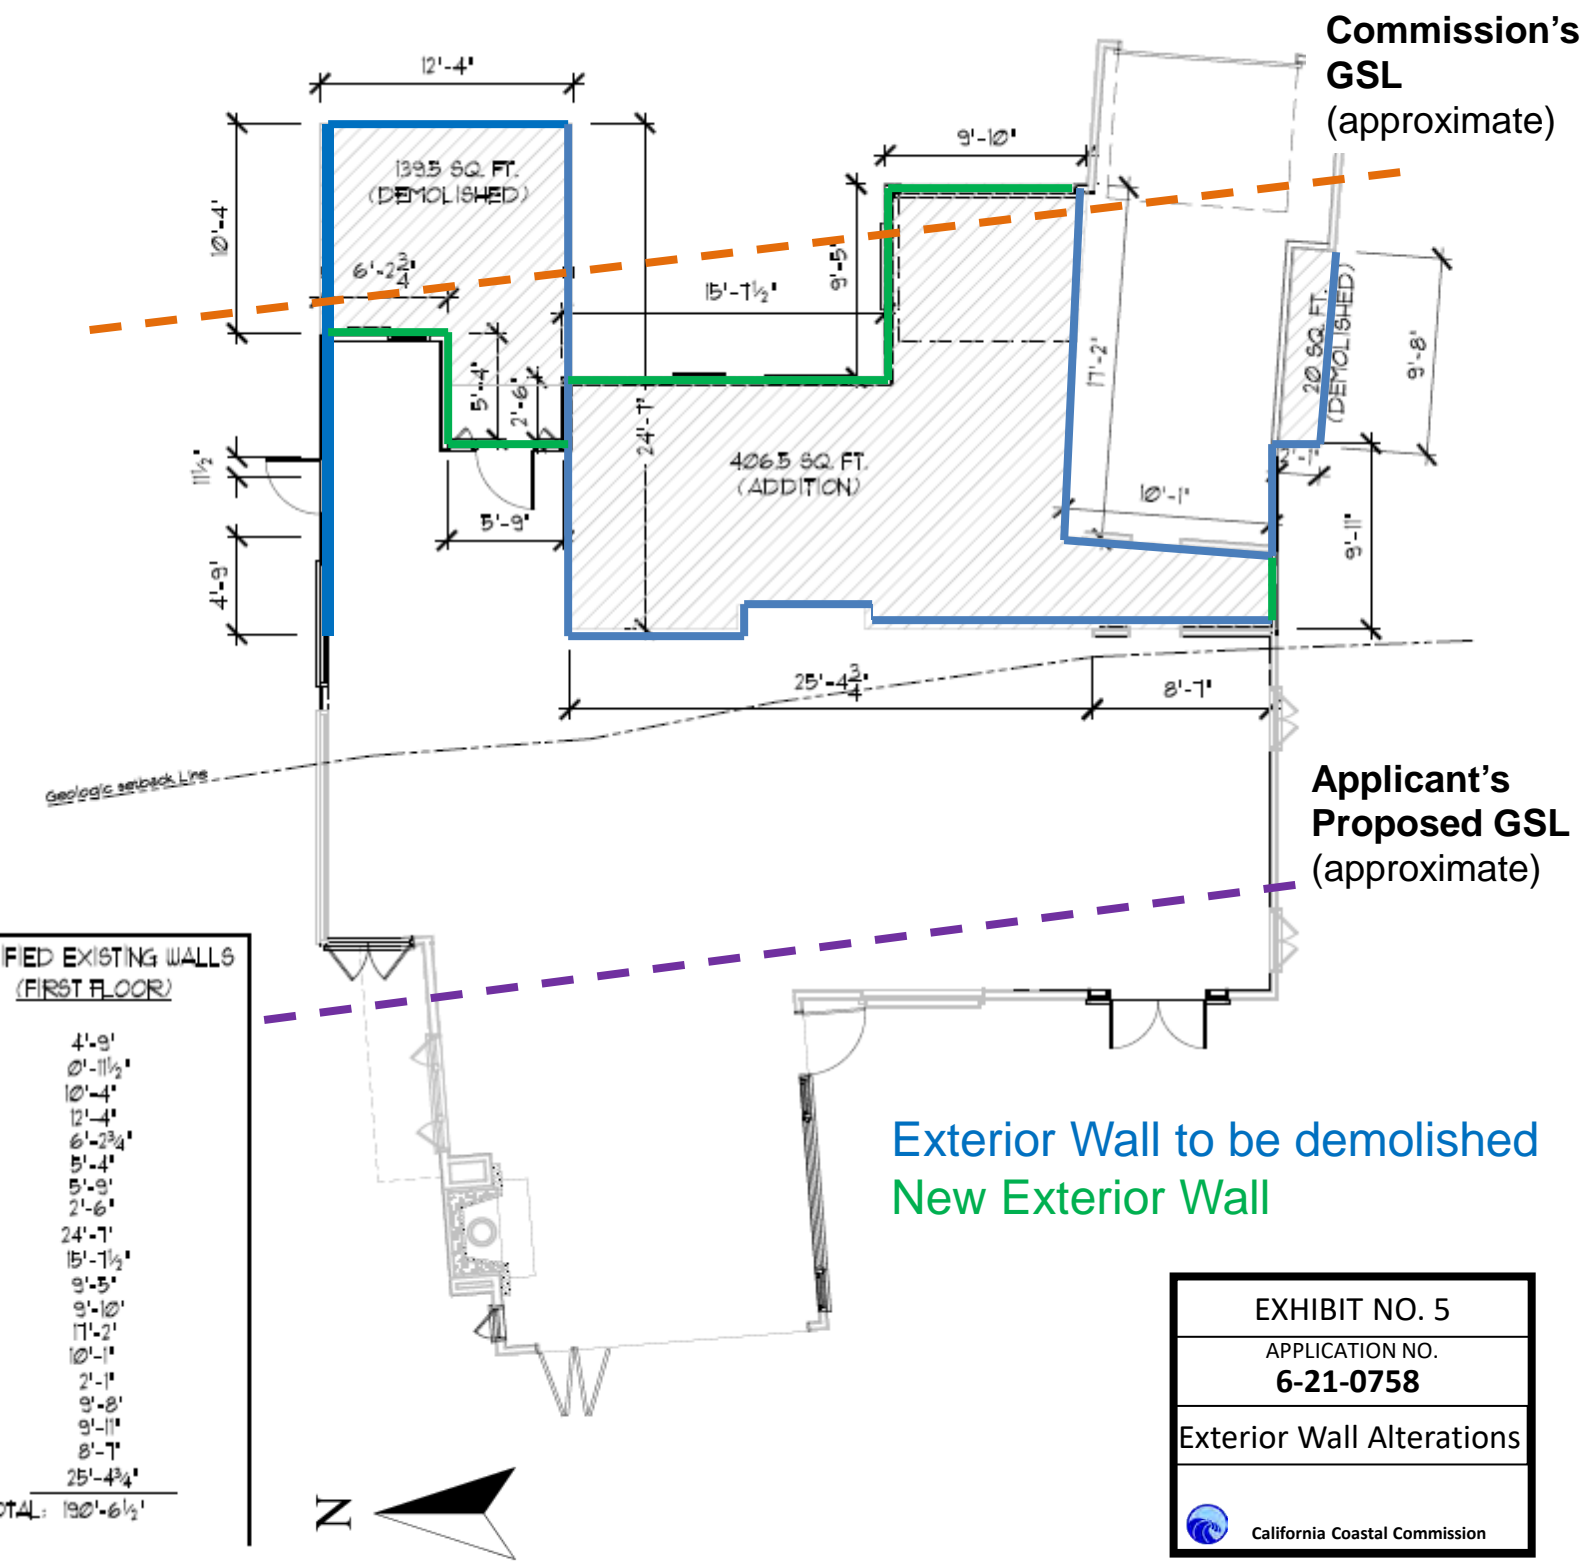 Commission's
GSL
(approximate)
12'-4"
9'-10"
139.5 SQ. FT.
(DEMOLISHED)
10'-4"
6'-2 3/4"
15'-7 1/2"
9'-5"
17'-2"
20 SQ. FT.
(DEMOLISHED)
9'-8"
5'-4"
2'-6"
24'-7"
11 1/2"
406.5 SQ. FT.
(ADDITION)
10'-1"
5'-9"
4'-9"
9'-11"
25'-4 3/4"
8'-7"
Geologic setback Line
Applicant's
Proposed GSL
(approximate)
FIED EXISTING WALLS
(FIRST FLOOR)
4'-9"
0'-11 1/2"
10'-4"
12'-4"
6'-2 3/4"
5'-4"
5'-9"
2'-6"
24'-7"
15'-7 1/2"
9'-5"
9'-10"
17'-2"
10'-1"
2'-1"
9'-8"
9'-11"
8'-7"
25'-4 3/4"
OTAL: 190'-6 1/2"
Exterior Wall to be demolished
New Exterior Wall
N
EXHIBIT NO. 5
APPLICATION NO.
6-21-0758
Exterior Wall Alterations
California Coastal Commission